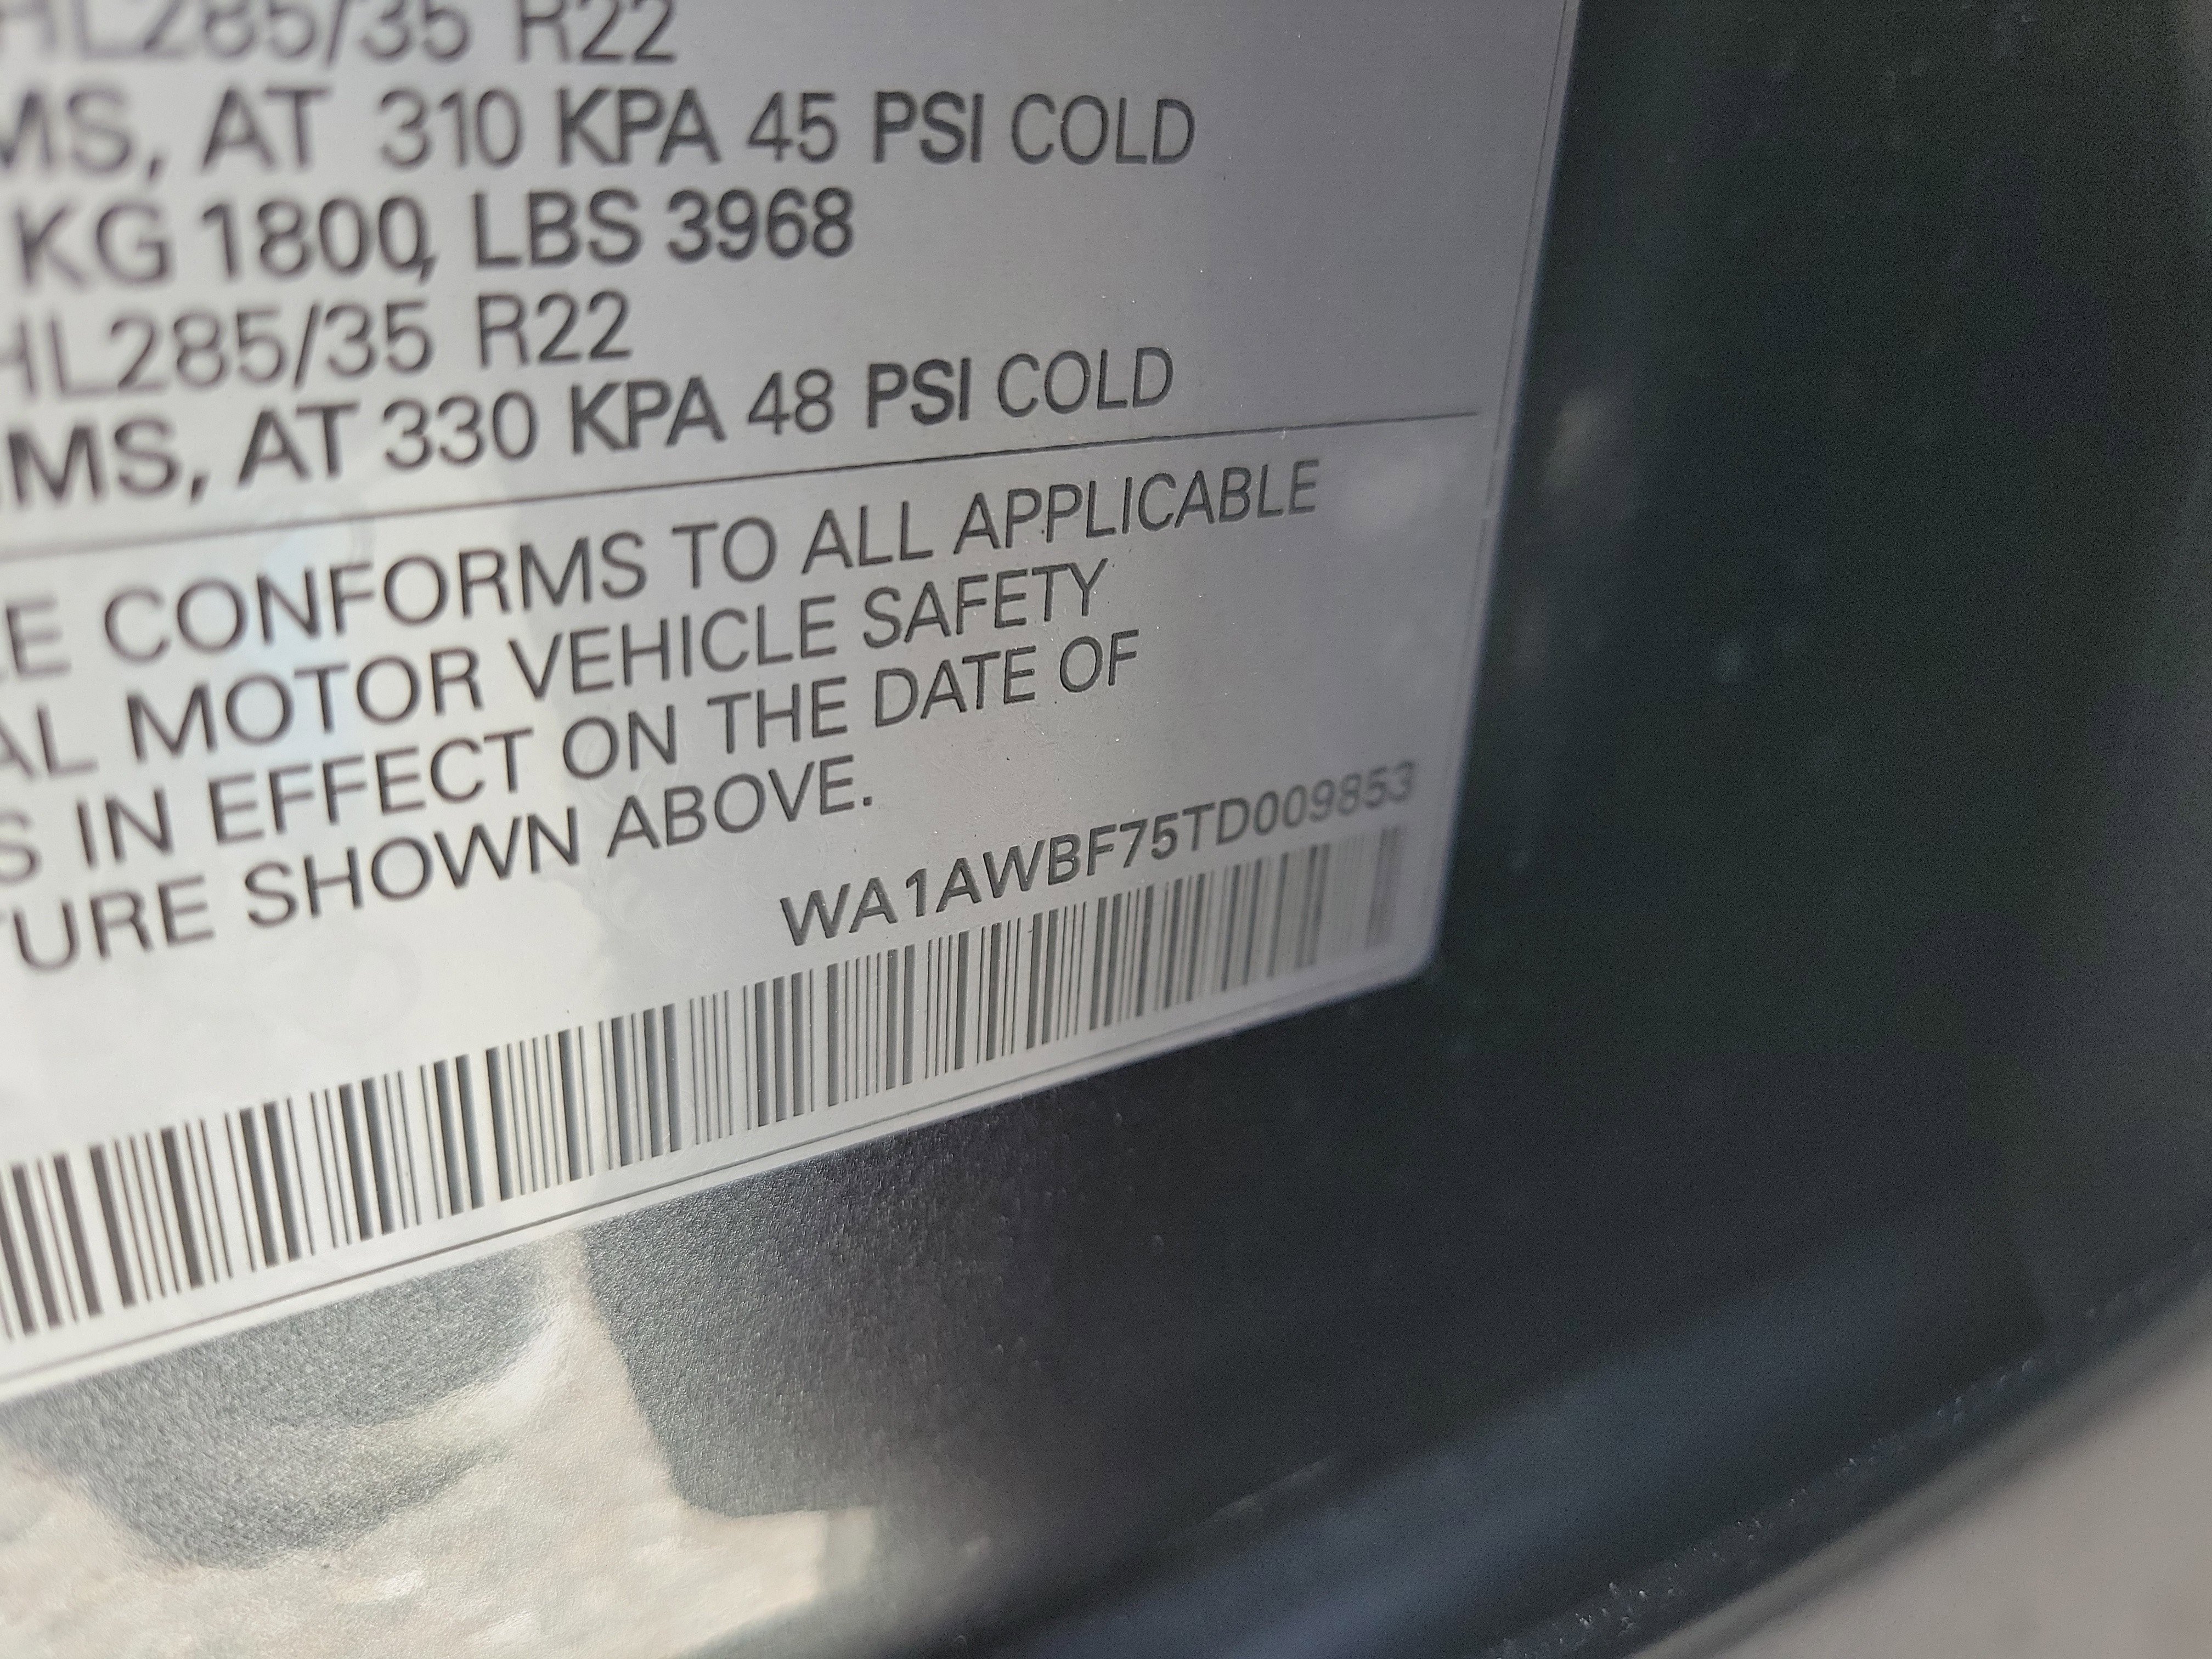 HL285/35 R22
MS, AT 310 KPA 45 PSI COLD
KG 1800, LBS 3968
HL285/35 R22
MS, AT 330 KPA 48 PSI COLD
E CONFORMS TO ALL APPLICABLE
AL MOTOR VEHICLE SAFETY
S IN EFFECT ON THE DATE OF
TURE SHOWN ABOVE.
WA1AWBF75TD009853